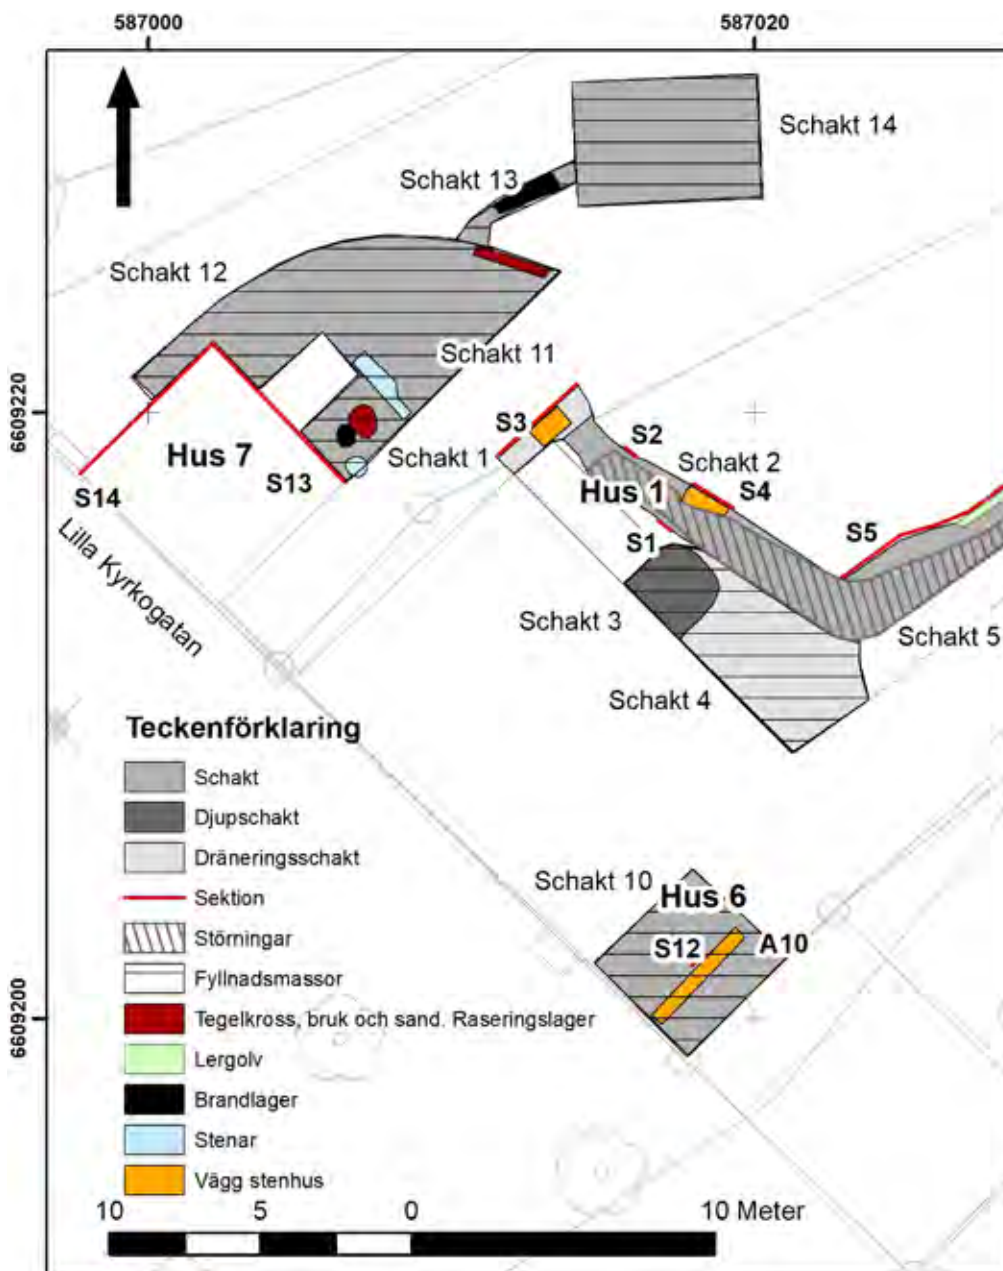 587000
587020
Schakt 14
Schakt 13
Schakt 12
Schakt 11
6609220
S3
S2
Hus 7
Schakt 1
Schakt 2
S14
S13
Hus 1
S4
S1
S5
Lilla Kyrkogatan
Schakt 3
Schakt 5
Schakt 4
Teckenförklaring
Schakt
Djupschakt
Dräneringsschakt
Sektion
Störningar
Fyllnadsmassor
Tegelkross, bruk och sand. Raseringslager
Lergolv
Brandlager
Stenar
Vägg stenhus
Schakt 10
Hus 6
S12
A10
6609200
10 5 0 10 Meter